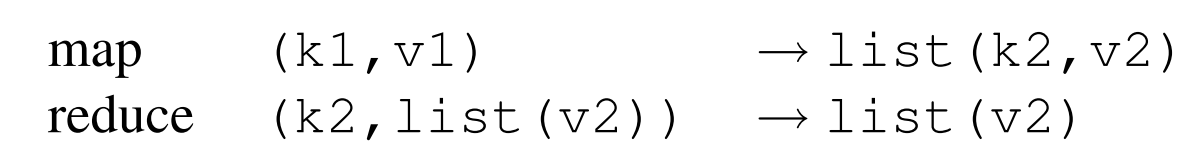 map (k1,v1) → list(k2,v2)
reduce (k2,list(v2)) → list(v2)